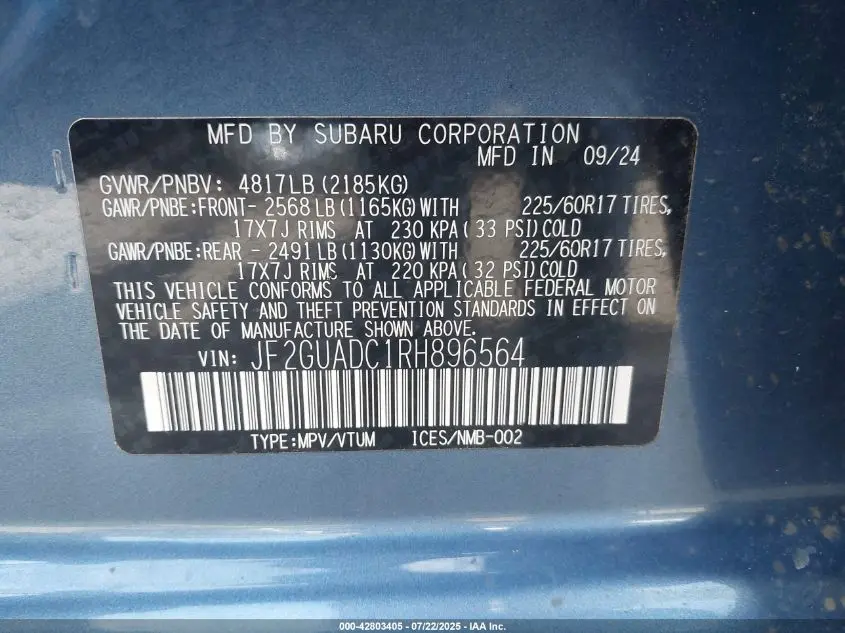 MFD BY SUBARU CORPORATION
MFD IN 09/24
GVWR/PNBV: 4817LB (2185KG)
GAWR/PNBE:FRONT- 2568 LB (1165KG) WITH 225/60R17 TIRES,
17X7J RIMS AT 230 KPA ( 33 PSI) COLD
GAWR/PNBE:REAR - 2491 LB (1130KG) WITH 225/60R17 TIRES,
17X7J RIMS AT 220 KPA ( 32 PSI) COLD
THIS VEHICLE CONFORMS TO ALL APPLICABLE FEDERAL MOTOR
VEHICLE SAFETY AND THEFT PREVENTION STANDARDS IN EFFECT ON
THE DATE OF MANUFACTURE SHOWN ABOVE.
VIN: JF2GUADC1RH896564
TYPE:MPV/VTUM ICES/NMB-002
000-42803405 - 07/22/2025 - IAA Inc.